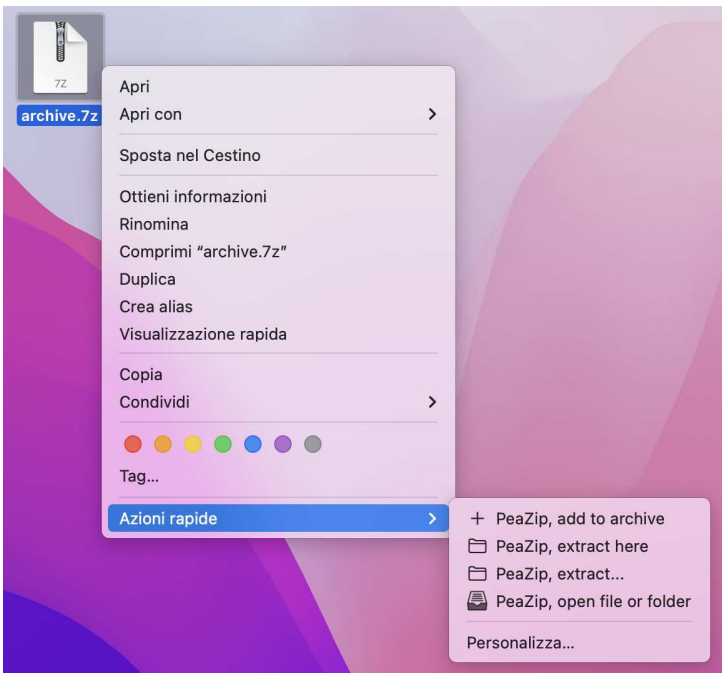 7Z
archive.7z
Apri
Apri con
Sposta nel Cestino
Ottieni informazioni
Rinomina
Comprimi “archive.7z”
Duplica
Crea alias
Visualizzazione rapida
Copia
Condividi
Tag...
Azioni rapide
PeaZip, add to archive
PeaZip, extract here
PeaZip, extract...
PeaZip, open file or folder
Personalizza...